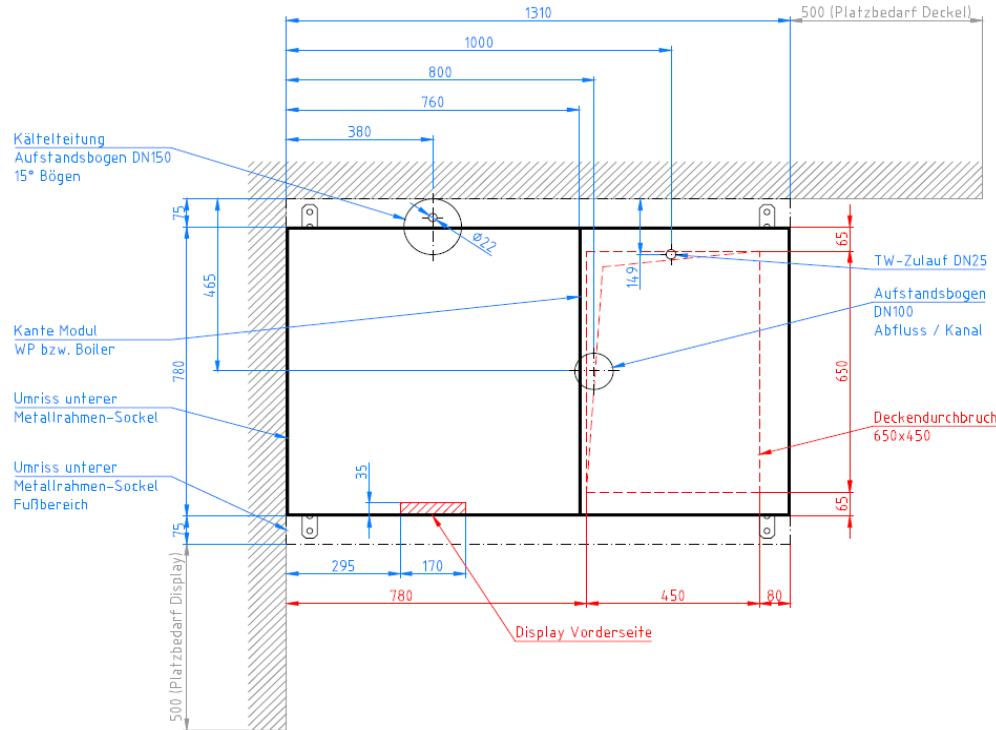 1310
500 (Platzbedarf Deckel)
1000
800
760
380
Kältelteitung
Aufstandsbogen DN150
15° Bögen
75
65
⌀22
149
TW-Zulauf DN25
465
Aufstandsbogen
DN100
Abfluss / Kanal
Kante Modul
WP bzw. Boiler
780
650
Umriss unterer
Metallrahmen-Sockel
Deckendurchbruch
650x450
Umriss unterer
Metallrahmen-Sockel
Fußbereich
35
65
75
295
170
780
450
80
Display Vorderseite
500 (Platzbedarf Display)